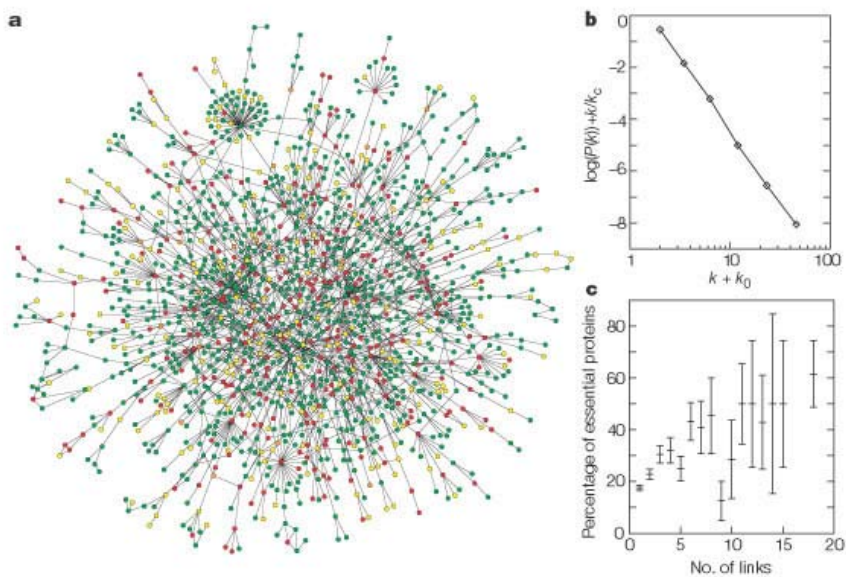 a
b
0
−2
−4
−6
−8
log(P(k))+k/kc
1
10
100
k + k0
c
80
60
40
20
0
Percentage of essential proteins
0
5
10
15
20
No. of links